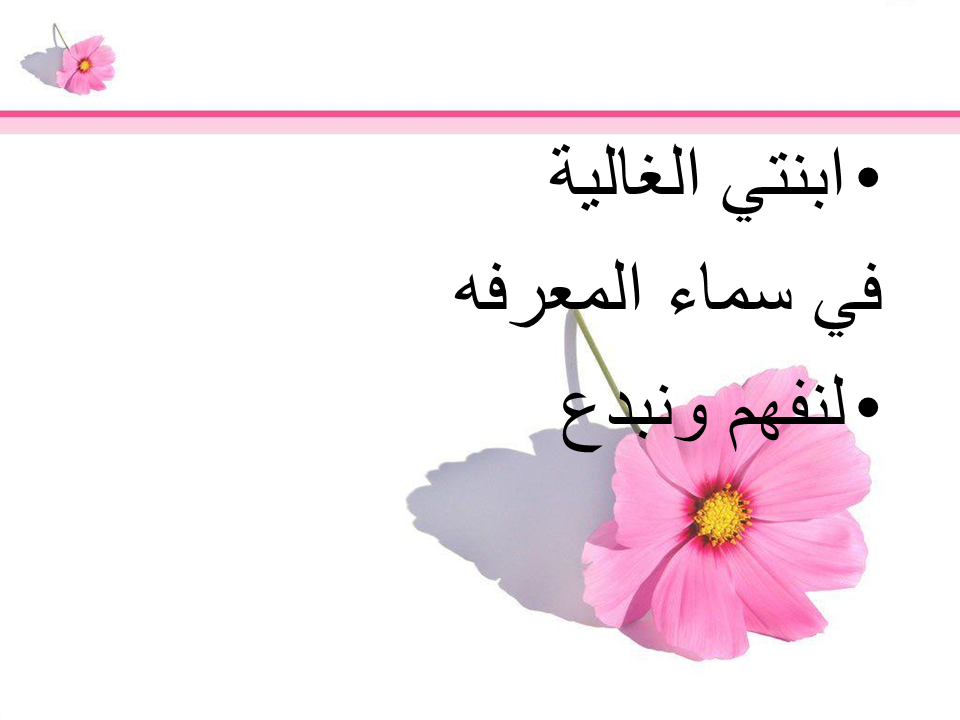 • ابنتي الغالية
في سماء المعرفه
• لنفهم ونبدع